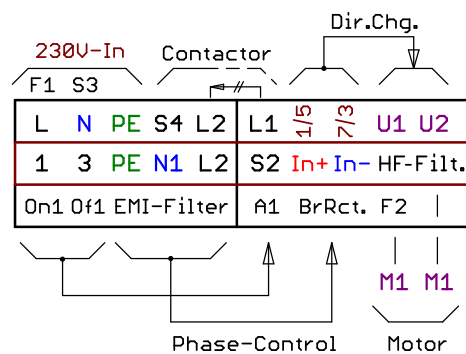 Dir.Chg.
230V-In Contactor
F1 S3
L N PE S4 L2 L1 1/5 7/3 U1 U2
1 3 PE N1 L2 S2 In+ In- HF-Filt.
On1 Of1 EMI-Filter A1 BrRct. F2 |
M1 M1
Phase-Control Motor